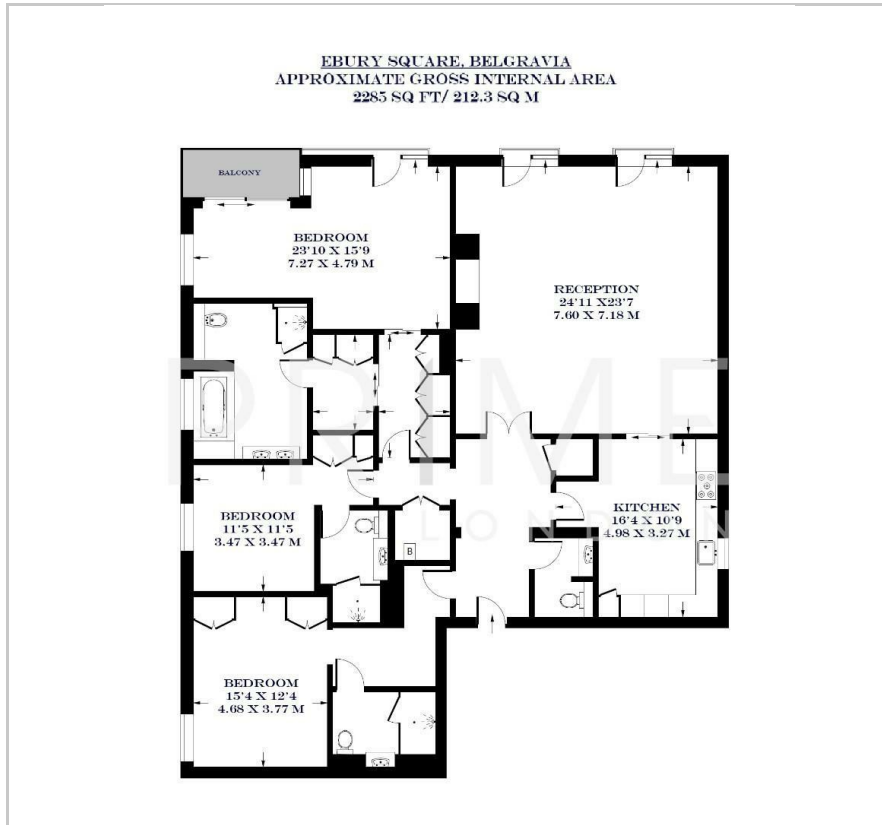 EBURY SQUARE, BELGRAVIA
APPROXIMATE GROSS INTERNAL AREA
2285 SQ FT/ 212.3 SQ M
BALCONY
BEDROOM
23'10 X 15'9
7.27 X 4.79 M
RECEPTION
24'11 X23'7
7.60 X 7.18 M
PRIME
LONDON
BEDROOM
11'5 X 11'5
3.47 X 3.47 M
KITCHEN
16'4 X 10'9
4.98 X 3.27 M
B
BEDROOM
15'4 X 12'4
4.68 X 3.77 M